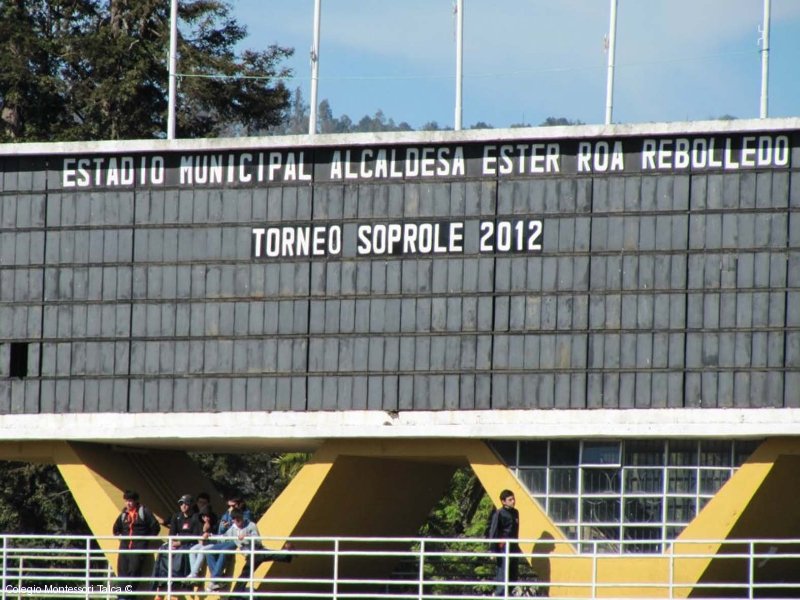 ESTADIO MUNICIPAL ALCALDESA ESTER ROA REBOLLEDO
TORNEO SOPROLE 2012
Colegio Montessori Talca ©